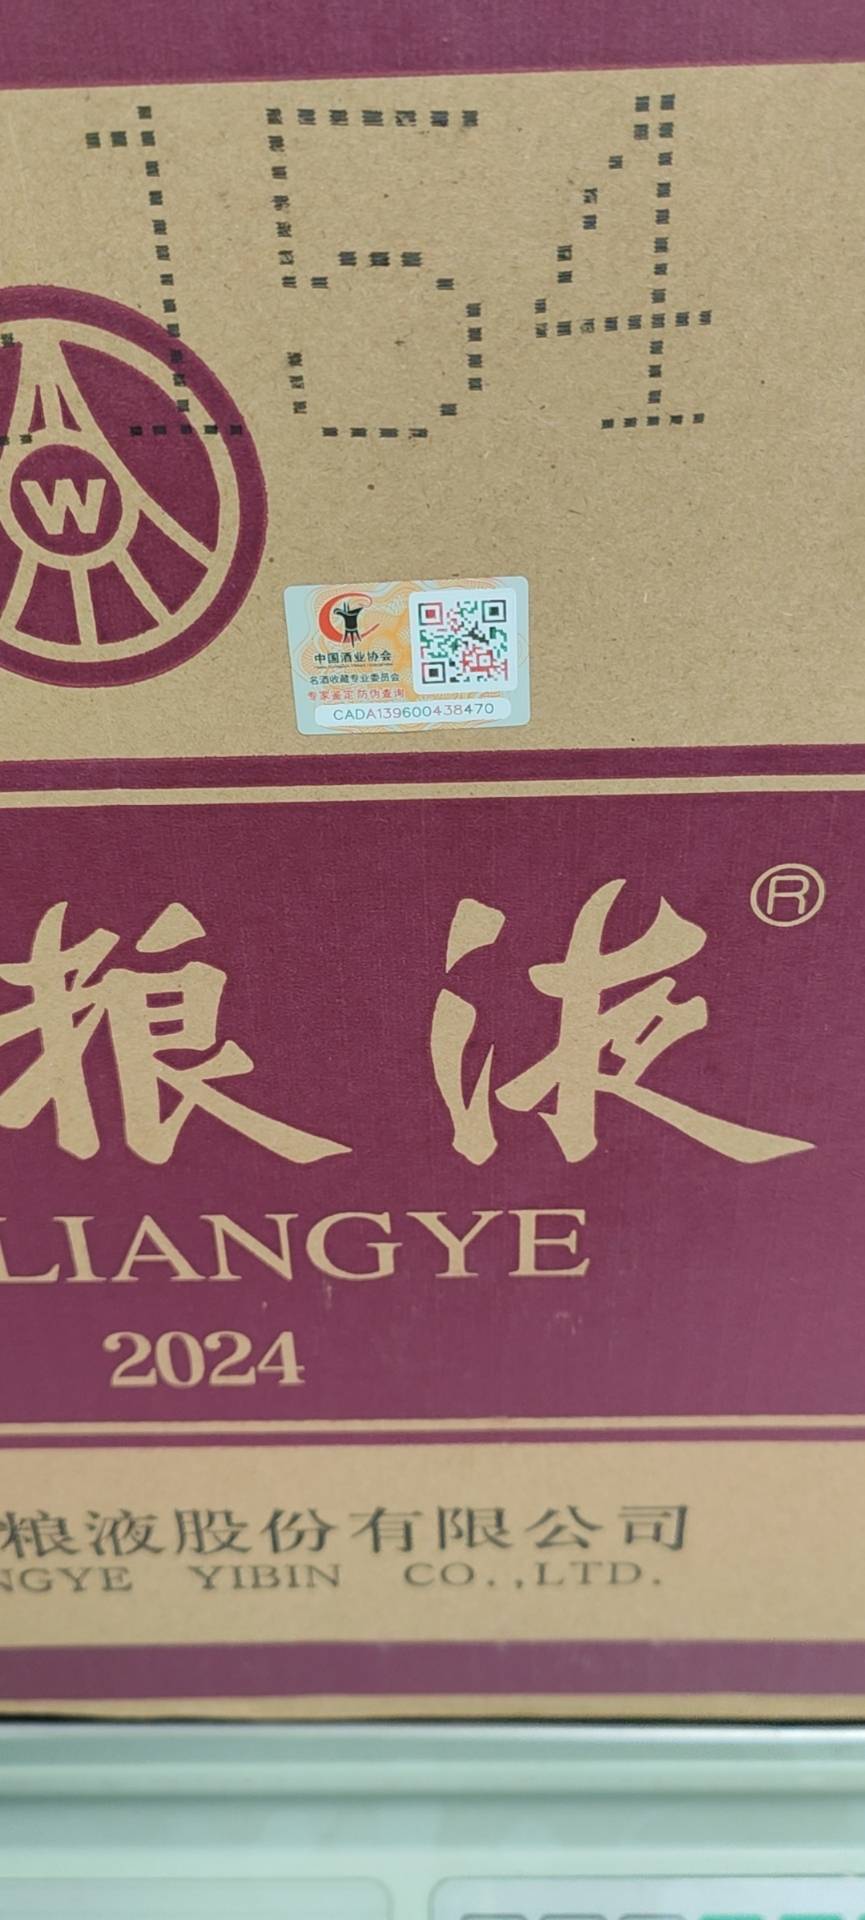 154
W
中国酒业协会
名酒收藏专业委员会
专家鉴定 防伪查询
CADA139600438470
粮液®
LIANGYE
2024
粮液股份有限公司
NGYE YIBIN CO.,LTD.